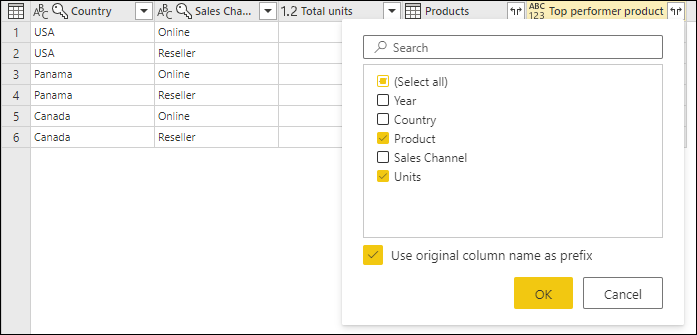 ABC Country ABC Sales Cha... 1.2 Total units Products ABC 123 Top performer product
1 USA Online
2 USA Reseller
3 Panama Online
4 Panama Reseller
5 Canada Online
6 Canada Reseller
Search
(Select all)
Year
Country
Product
Sales Channel
Units
Use original column name as prefix
OK Cancel